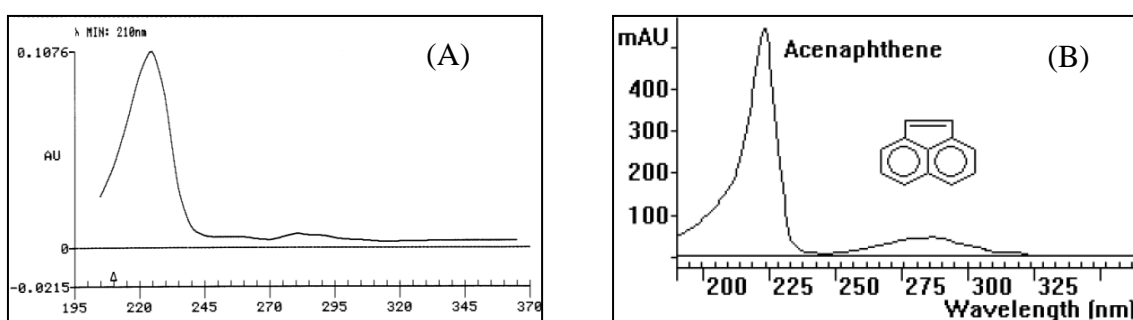 λ MIN: 210nm
0.1076
(A)
AU
0
-0.0215
195 220 245 270 295 320 345 370
mAU
Acenaphthene
(B)
400
300
200
100
200 225 250 275 300 325
Wavelength [nm]